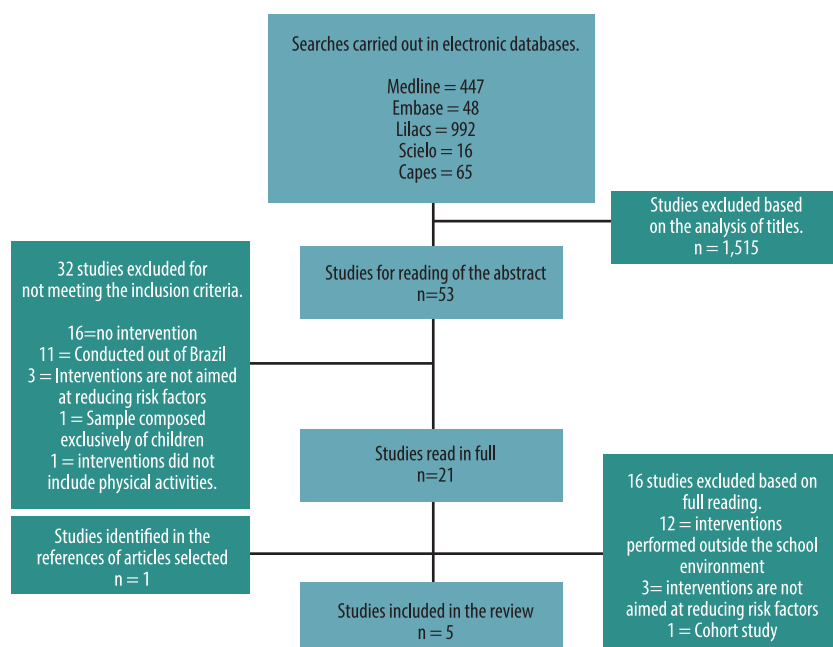 Searches carried out in electronic databases.
Medline = 447
Embase = 48
Lilacs = 992
Scielo = 16
Capes = 65
Studies excluded based
on the analysis of titles.
n = 1,515
Studies for reading of the abstract
n=53
32 studies excluded for
not meeting the inclusion criteria.
16=no intervention
11 = Conducted out of Brazil
3 = Interventions are not aimed
at reducing risk factors
1 = Sample composed
exclusively of children
1 = interventions did not
include physical activities.
Studies read in full
n=21
16 studies excluded based on
full reading.
12 = interventions
performed outside the school
environment
3= interventions are not
aimed at reducing risk factors
1 = Cohort study
Studies identified in the
references of articles selected
n = 1
Studies included in the review
n = 5